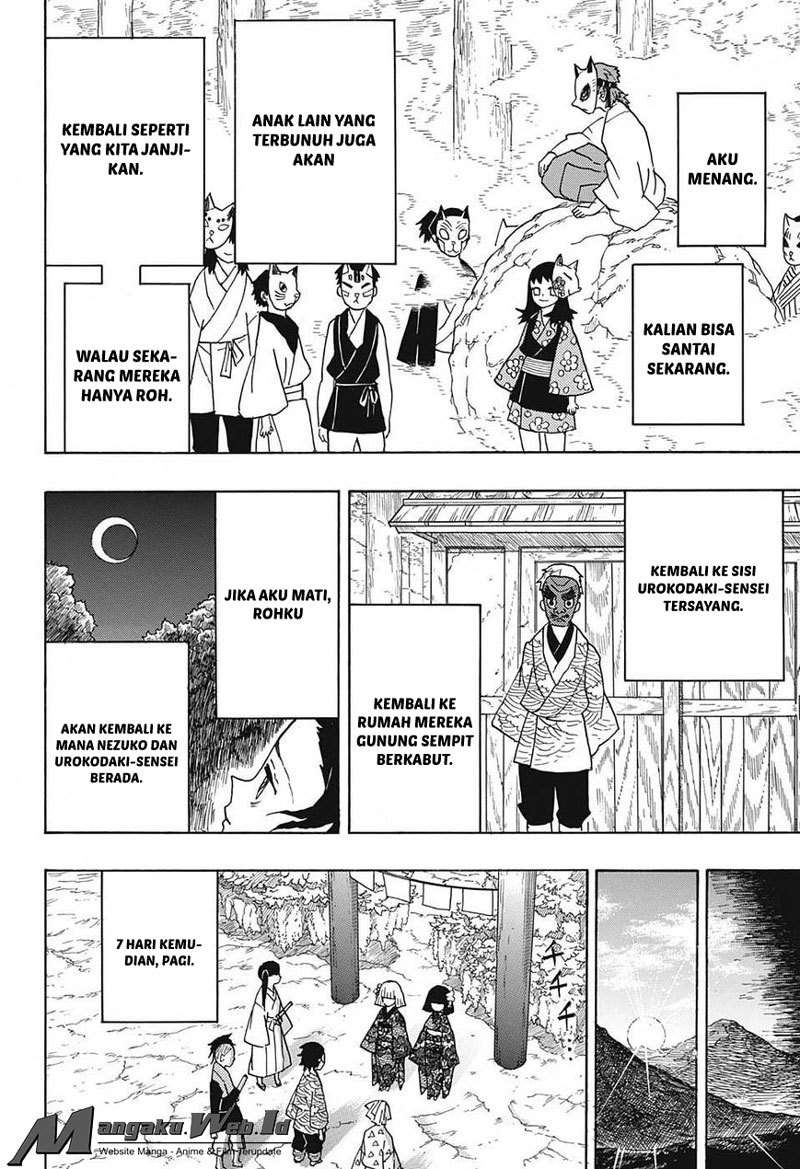 AKU
MENANG.
KALIAN BISA
SANTAI
SEKARANG.
ANAK LAIN YANG
TERBUNUH JUGA
AKAN
KEMBALI SEPERTI
YANG KITA JANJI-
KAN.
WALAU SEKA-
RANG MEREKA
HANYA ROH.
KEMBALI KE SISI
UROKODAKI-SENSEI
TERSAYANG.
KEMBALI KE
RUMAH MEREKA
GUNUNG SEMPIT
BERKABUT.
JIKA AKU MATI,
ROHKU
AKAN KEMBALI KE
MANA NEZUKO DAN
UROKODAKI-SENSEI
BERADA.
7 HARI KEMU-
DIAN, PAGI.
チチチ…
Mangaku.Web.Id
Website Manga - Anime & Film Terupdate